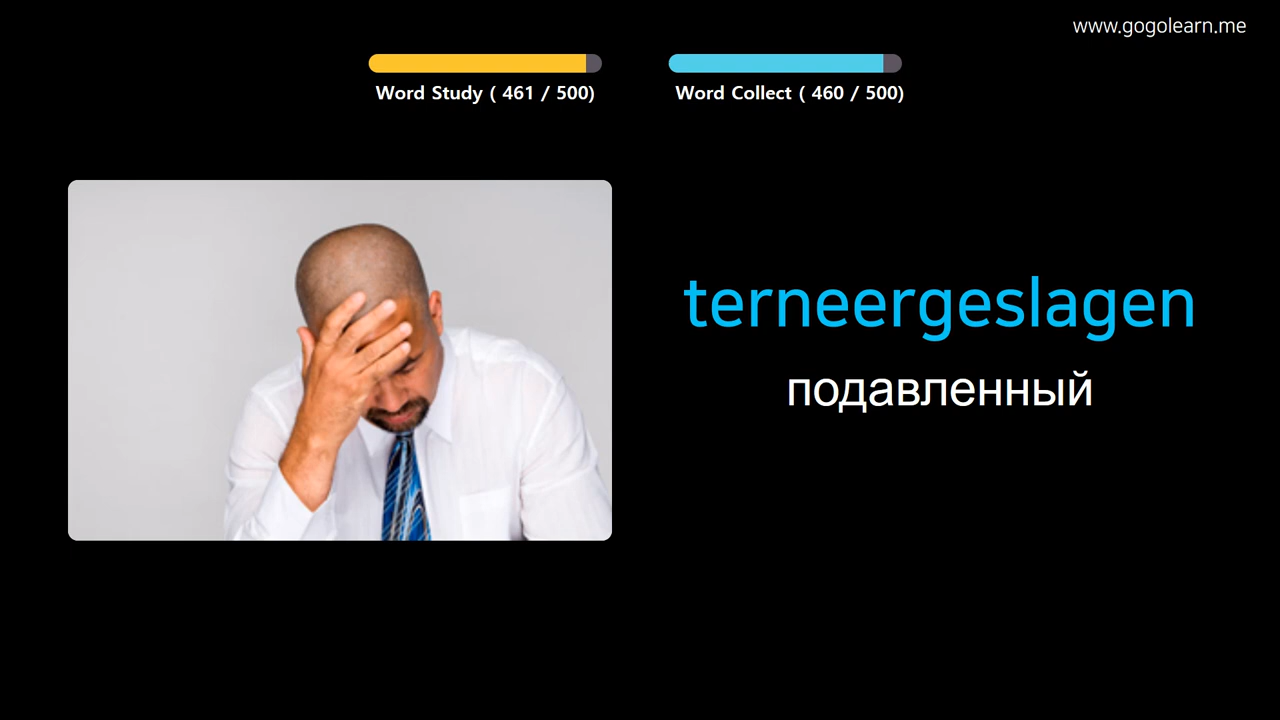 www.gogolearn.me
Word Study ( 461 / 500)
Word Collect ( 460 / 500)
terneergeslagen
подавленный